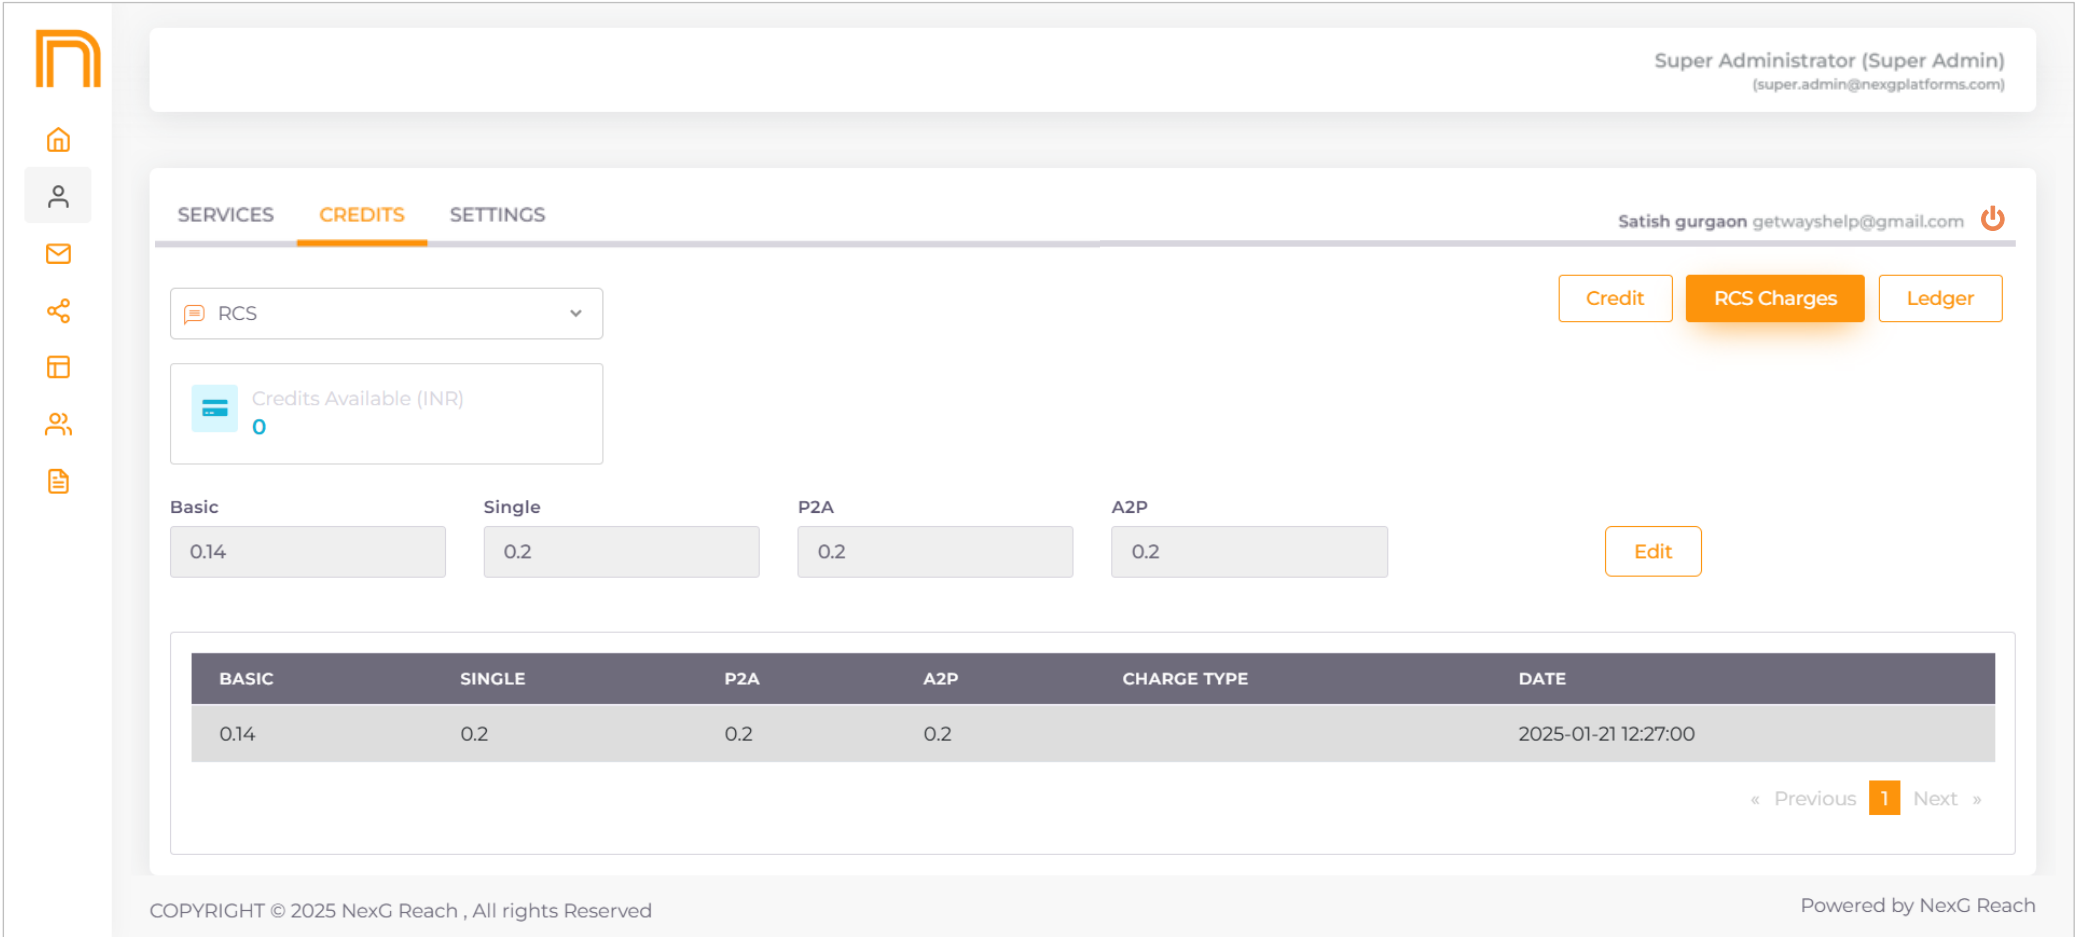 Super Administrator (Super Admin)
(super.admin@nexgplatforms.com)
SERVICES CREDITS SETTINGS
Satish gurgaon getwayshelp@gmail.com
RCS
Credit RCS Charges Ledger
Credits Available (INR)
0
Basic Single P2A A2P
0.14 0.2 0.2 0.2 Edit
BASIC SINGLE P2A A2P CHARGE TYPE DATE
0.14 0.2 0.2 0.2 2025-01-21 12:27:00
« Previous 1 Next »
COPYRIGHT © 2025 NexG Reach , All rights Reserved
Powered by NexG Reach